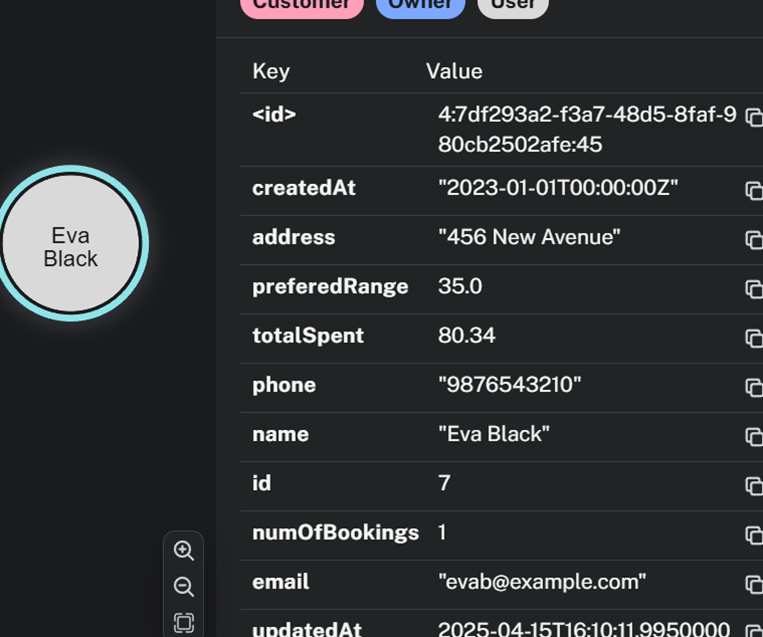 Customer Owner User
Key Value
<id> 4:7df293a2-f3a7-48d5-8faf-9
80cb2502afe:45
createdAt "2023-01-01T00:00:00Z"
address "456 New Avenue"
preferedRange 35.0
totalSpent 80.34
phone "9876543210"
name "Eva Black"
id 7
numOfBookings 1
email "evab@example.com"
updatedAt 2025-04-15T16:10:11.9950000
Eva
Black